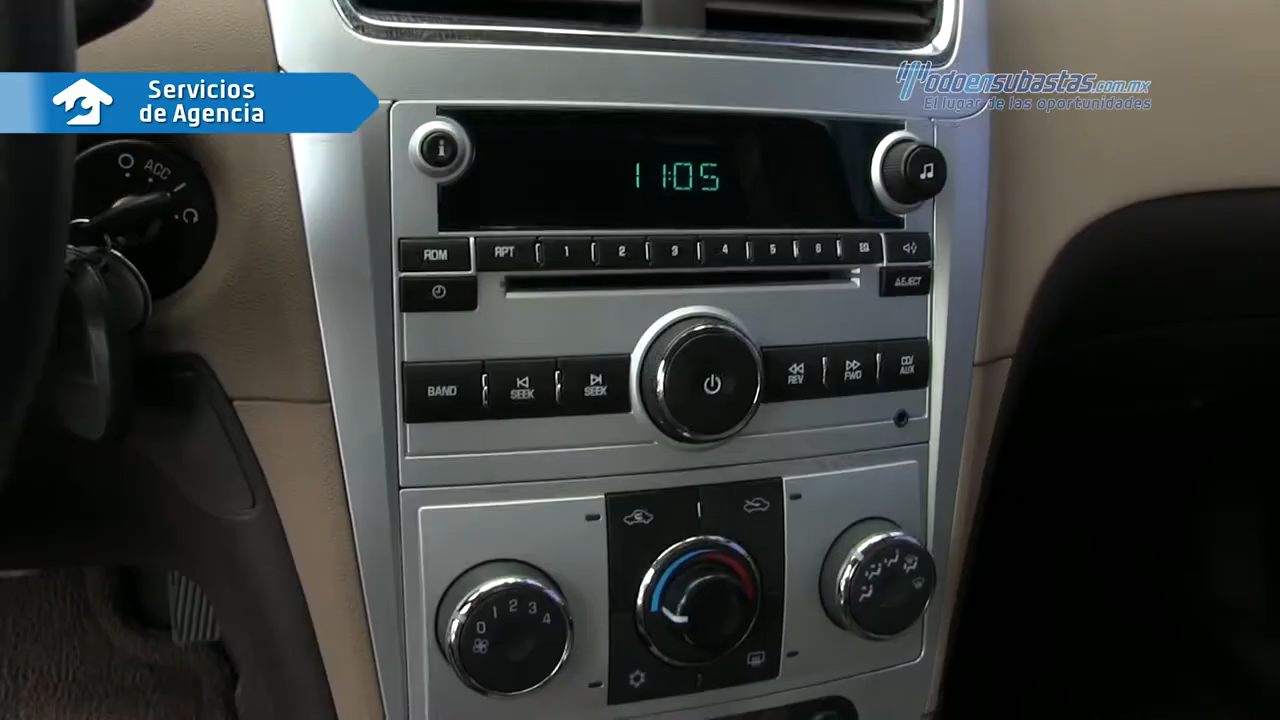 Servicios
de Agencia
Todoensubastas.com.mx
El lugar de las oportunidades
ACC
i
11:05
RDM
RPT 1 2 3 4 5 6 EQ
EJECT
BAND
SEEK
SEEK
REV
FWD
CD/
AUX
0 1 2 3 4